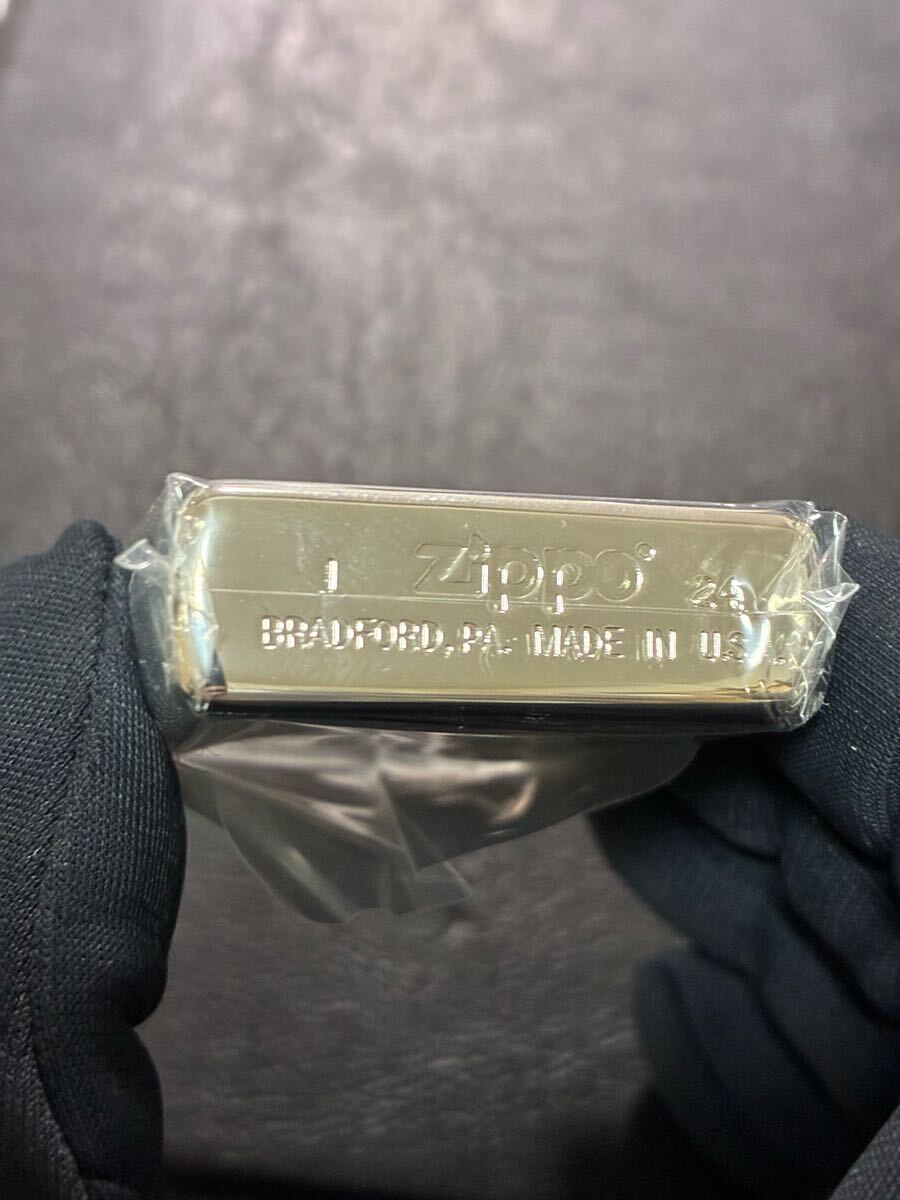 I Zippo 24
BRADFORD, PA. MADE IN U.S.A.